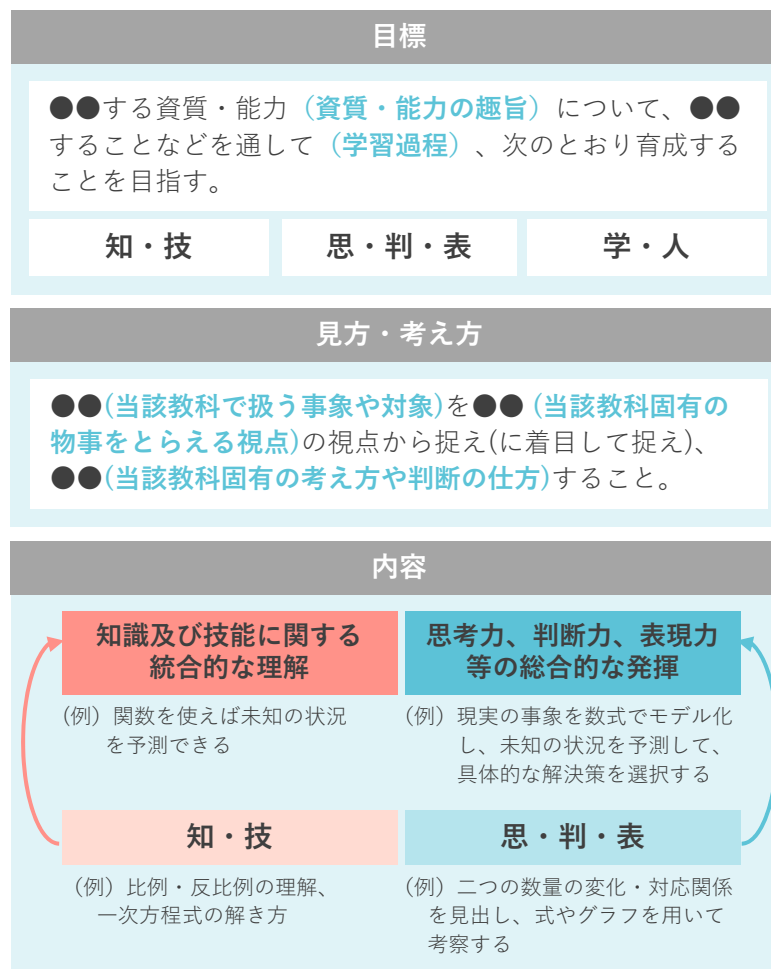 目標
●●する資質・能力（資質・能力の趣旨）について、●●
することなどを通して（学習過程）、次のとおり育成する
ことを目指す。
知・技
思・判・表
学・人
見方・考え方
●●(当該教科で扱う事象や対象)を●● (当該教科固有の
物事をとらえる視点)の視点から捉え(に着目して捉え)、
●●(当該教科固有の考え方や判断の仕方)すること。
内容
知識及び技能に関する
統合的な理解
思考力、判断力、表現力
等の総合的な発揮
(例）関数を使えば未知の状況
を予測できる
(例）現実の事象を数式でモデル化
し、未知の状況を予測して、
具体的な解決策を選択する
知・技
思・判・表
(例）比例・反比例の理解、
一次方程式の解き方
(例）二つの数量の変化・対応関係
を見出し、式やグラフを用いて
考察する